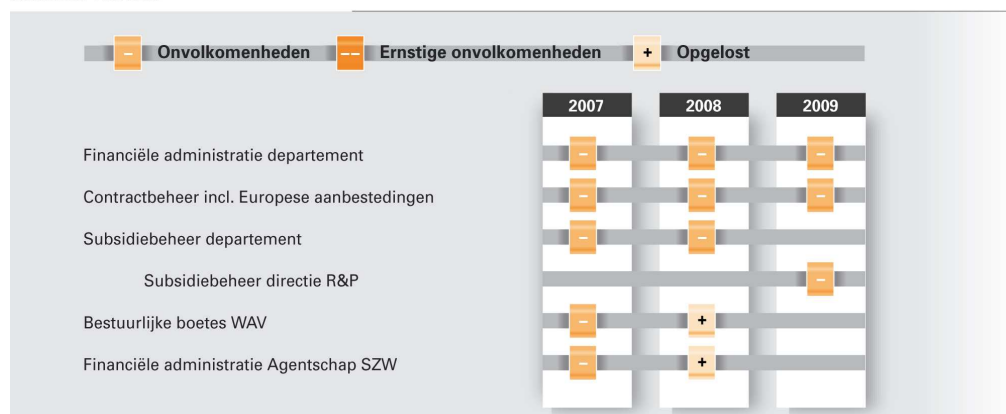 – Onvolkomenheden – – Ernstige onvolkomenheden + Opgelost
2007 2008 2009
Financiële administratie departement – – –
Contractbeheer incl. Europese aanbestedingen – – –
Subsidiebeheer departement – –
Subsidiebeheer directie R&P –
Bestuurlijke boetes WAV – +
Financiële administratie Agentschap SZW – +